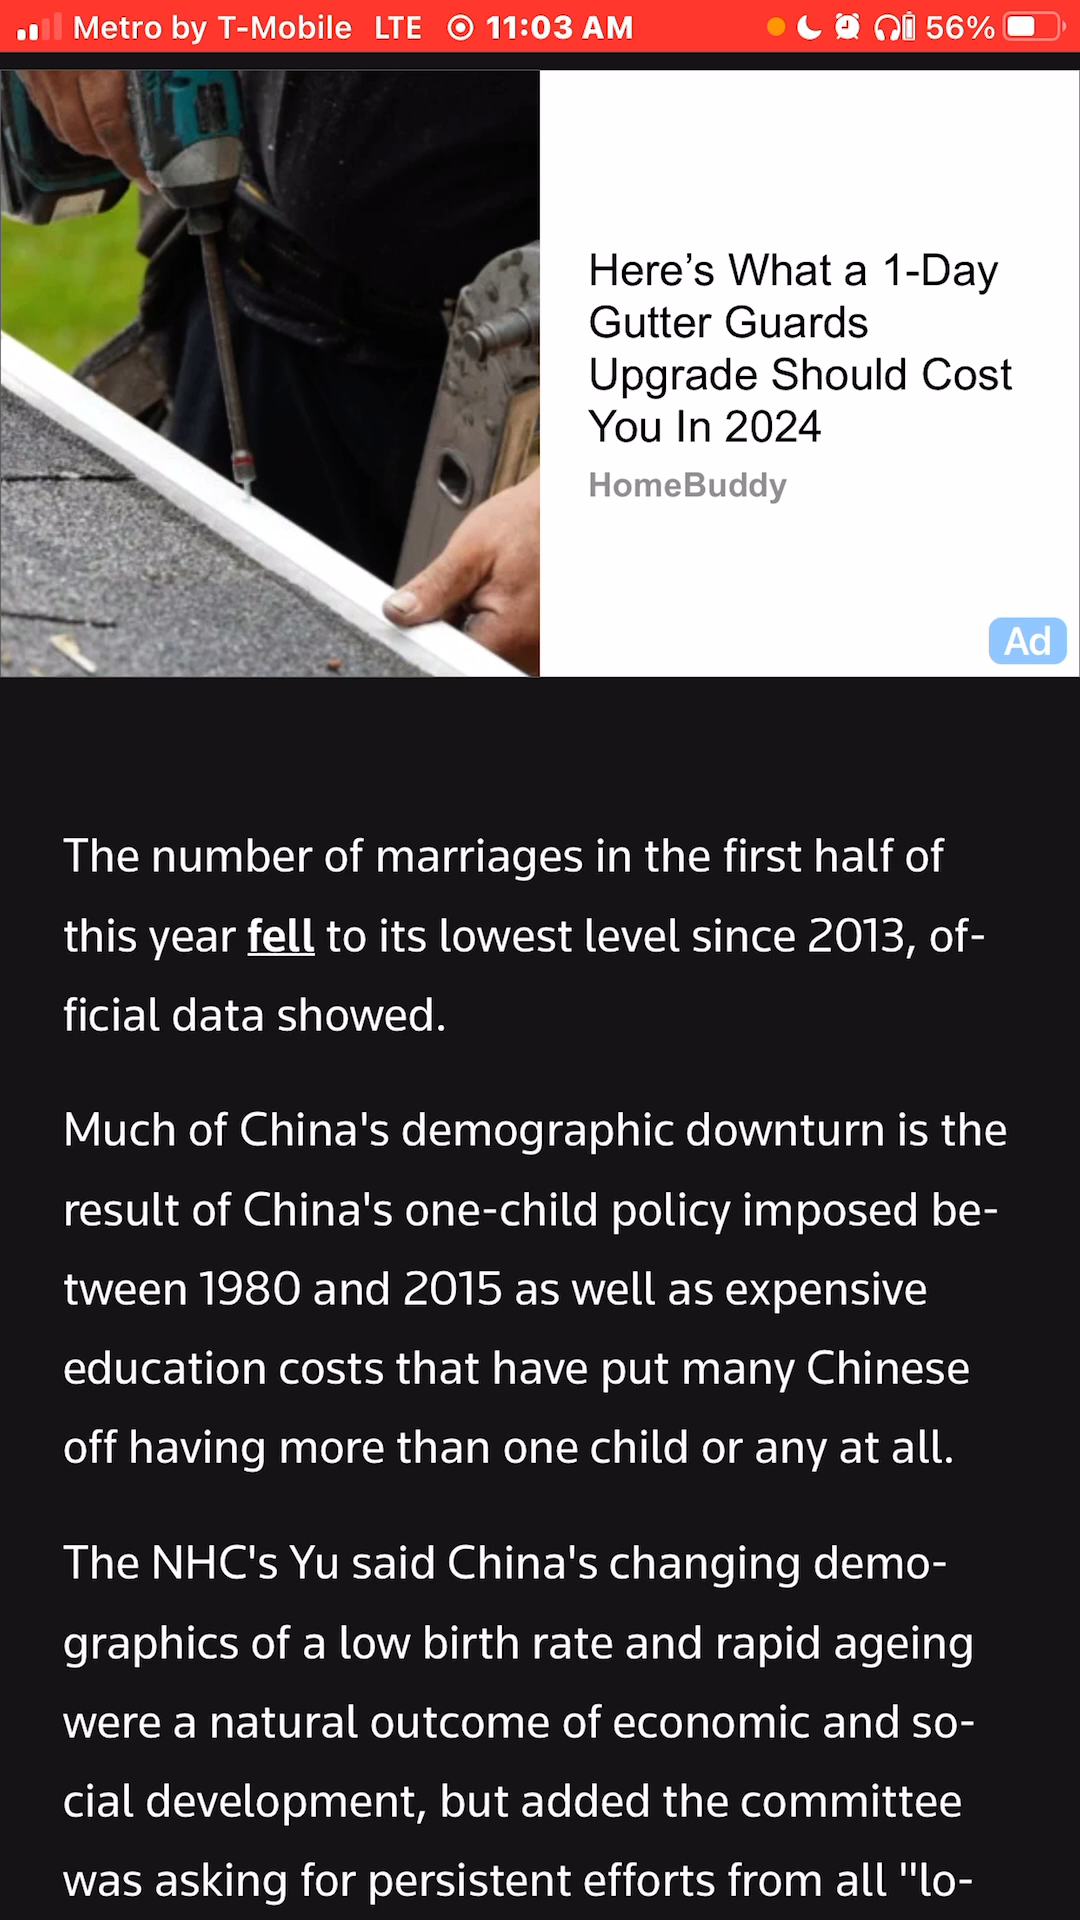 Metro by T-Mobile LTE 11:03 AM 56%
Here’s What a 1-Day
Gutter Guards
Upgrade Should Cost
You In 2024
HomeBuddy
Ad
The number of marriages in the first half of
this year fell to its lowest level since 2013, of-
ficial data showed.
Much of China's demographic downturn is the
result of China's one-child policy imposed be-
tween 1980 and 2015 as well as expensive
education costs that have put many Chinese
off having more than one child or any at all.
The NHC's Yu said China's changing demo-
graphics of a low birth rate and rapid ageing
were a natural outcome of economic and so-
cial development, but added the committee
was asking for persistent efforts from all "lo-